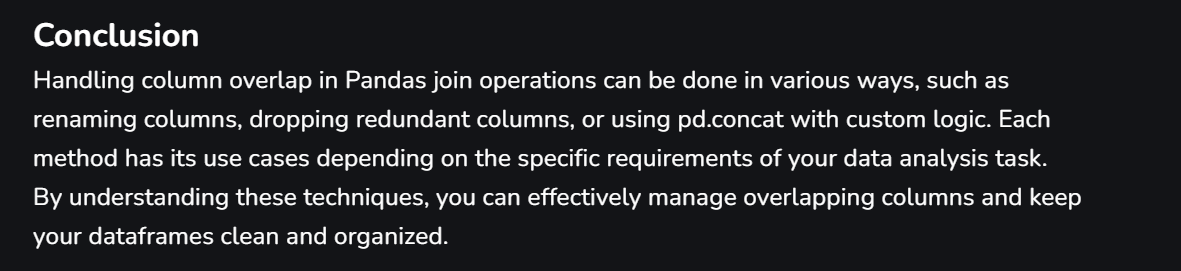 Conclusion
Handling column overlap in Pandas join operations can be done in various ways, such as
renaming columns, dropping redundant columns, or using pd.concat with custom logic. Each
method has its use cases depending on the specific requirements of your data analysis task.
By understanding these techniques, you can effectively manage overlapping columns and keep
your dataframes clean and organized.